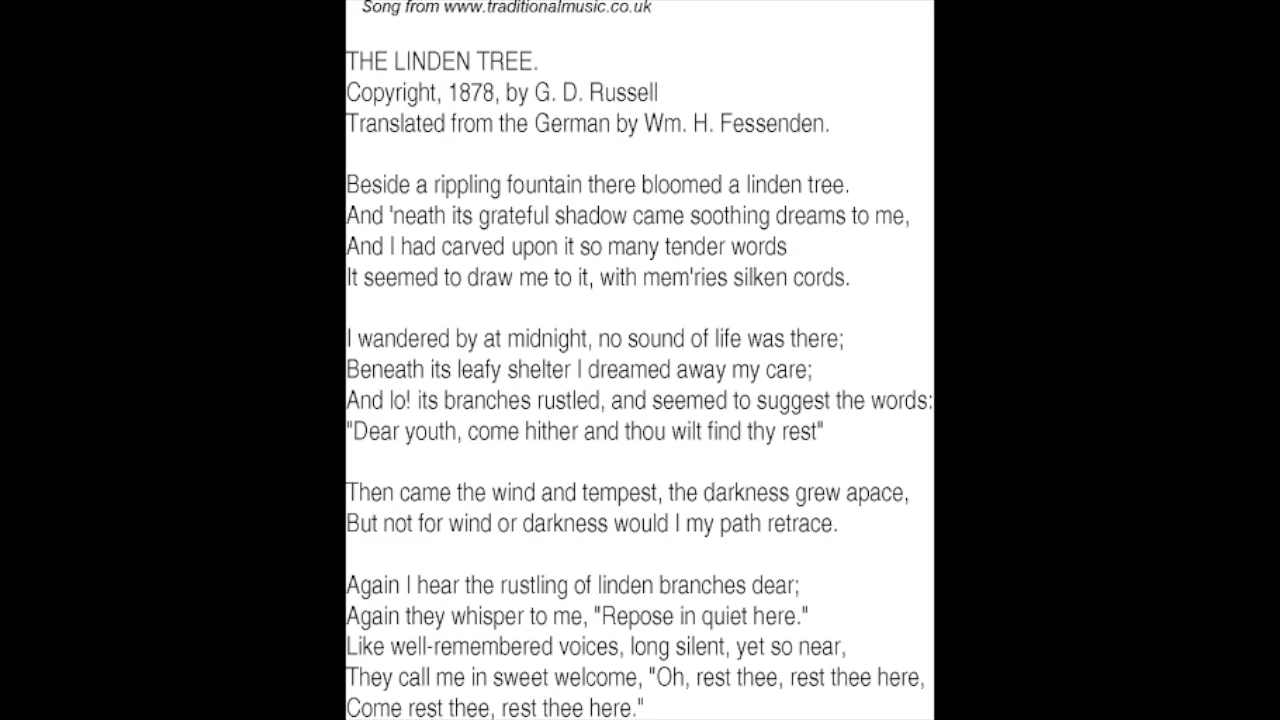 Song from www.traditionalmusic.co.uk
THE LINDEN TREE.
Copyright, 1878, by G. D. Russell
Translated from the German by Wm. H. Fessenden.
Beside a rippling fountain there bloomed a linden tree.
And 'neath its grateful shadow came soothing dreams to me,
And I had carved upon it so many tender words
It seemed to draw me to it, with mem'ries silken cords.
I wandered by at midnight, no sound of life was there;
Beneath its leafy shelter I dreamed away my care;
And lo! its branches rustled, and seemed to suggest the words:
"Dear youth, come hither and thou wilt find thy rest"
Then came the wind and tempest, the darkness grew apace,
But not for wind or darkness would I my path retrace.
Again I hear the rustling of linden branches dear;
Again they whisper to me, "Repose in quiet here."
Like well-remembered voices, long silent, yet so near,
They call me in sweet welcome, "Oh, rest thee, rest thee here,
Come rest thee, rest thee here."